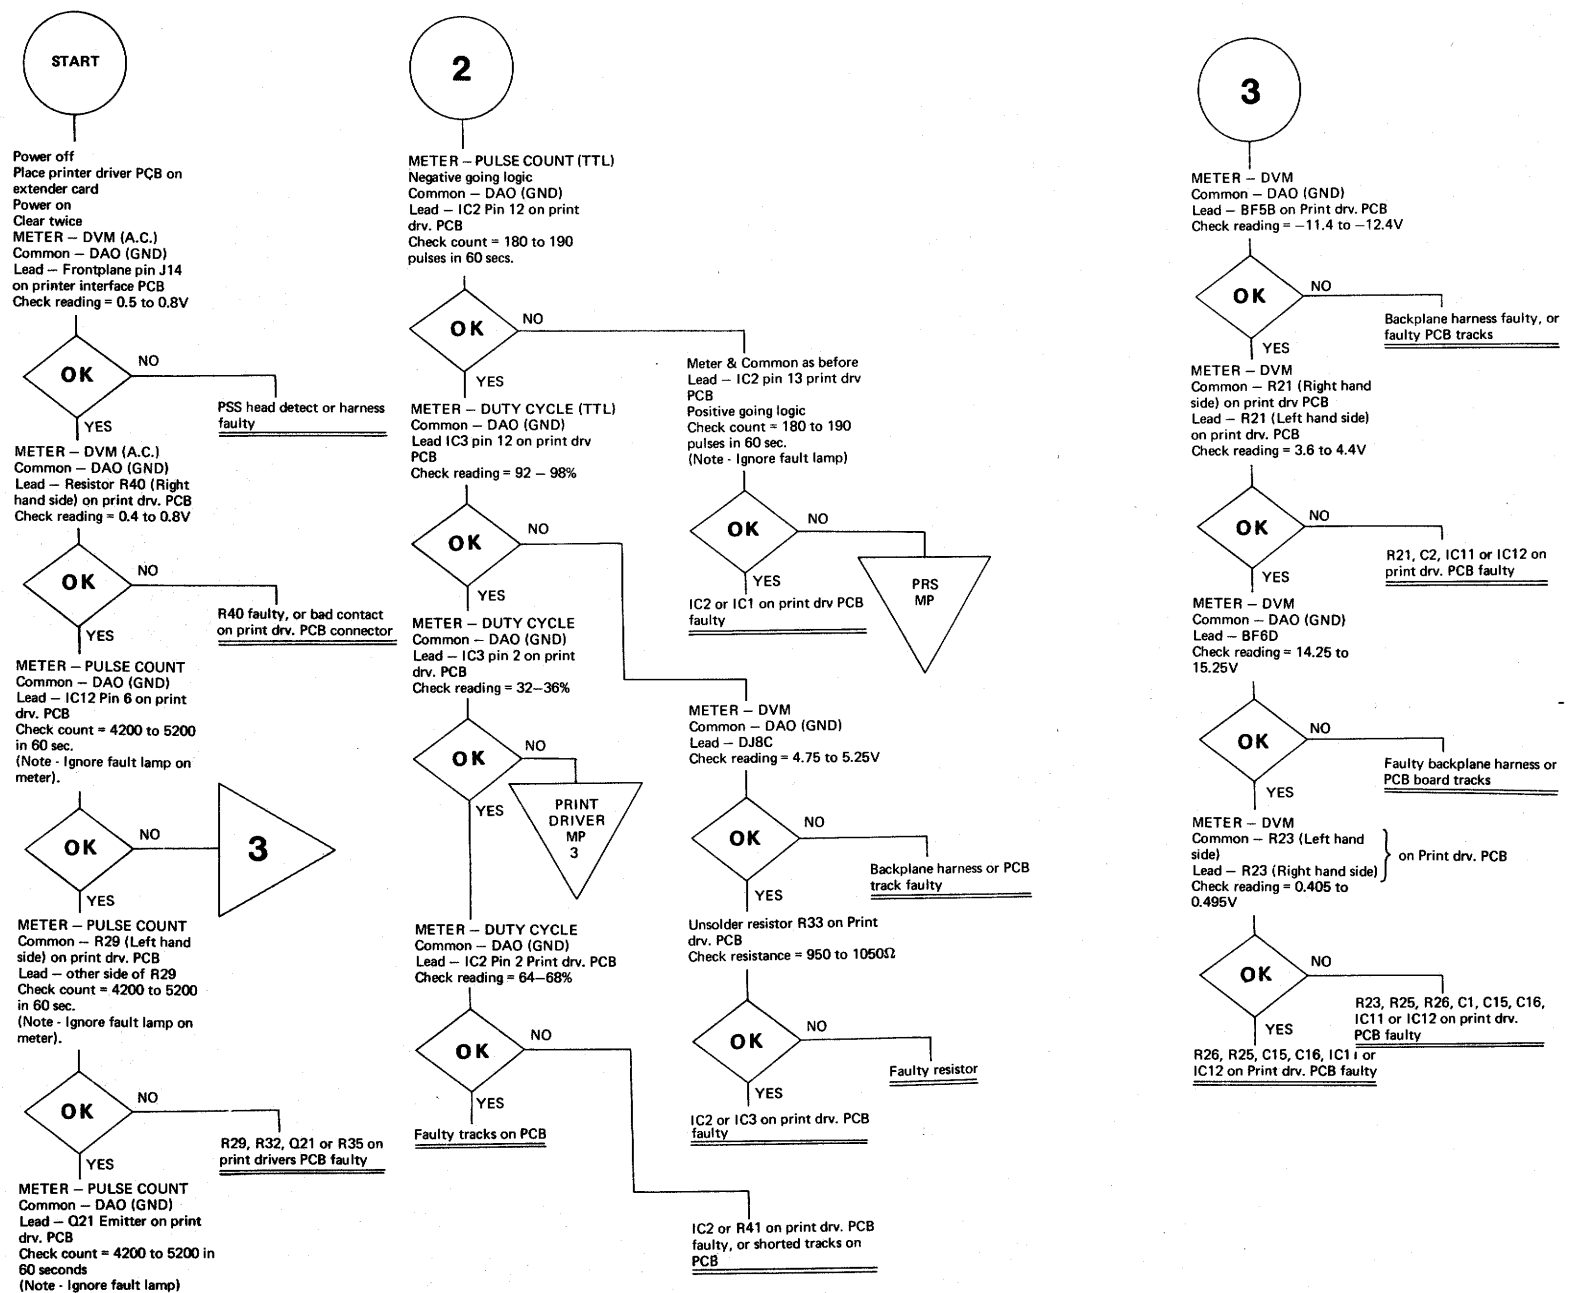 START
Power off
Place printer driver PCB on
extender card
Power on
Clear twice
METER – DVM (A.C.)
Common – DAO (GND)
Lead – Frontplane pin J14
on printer interface PCB
Check reading = 0.5 to 0.8V
OK
NO
PSS head detect or harness
faulty
YES
METER – DVM (A.C.)
Common – DAO (GND)
Lead – Resistor R40 (Right
hand side) on print drv. PCB
Check reading = 0.4 to 0.8V
OK
NO
R40 faulty, or bad contact
on print drv. PCB connector
YES
METER – PULSE COUNT
Common – DAO (GND)
Lead – IC12 Pin 6 on print
drv. PCB
Check count = 4200 to 5200
in 60 sec.
(Note - Ignore fault lamp on
meter).
OK
NO
3
YES
METER – PULSE COUNT
Common – R29 (Left hand
side) on print drv. PCB
Lead – other side of R29
Check count = 4200 to 5200
in 60 sec.
(Note - Ignore fault lamp on
meter).
OK
NO
R29, R32, Q21 or R35 on
print drivers PCB faulty
YES
METER – PULSE COUNT
Common – DAO (GND)
Lead – Q21 Emitter on print
drv. PCB
Check count = 4200 to 5200 in
60 seconds
(Note - Ignore fault lamp)
2
METER – PULSE COUNT (TTL)
Negative going logic
Common – DAO (GND)
Lead – IC2 Pin 12 on print
drv. PCB
Check count = 180 to 190
pulses in 60 secs.
OK
NO
YES
METER – DUTY CYCLE (TTL)
Common – DAO (GND)
Lead IC3 pin 12 on print drv
PCB
Check reading = 92 – 98%
OK
NO
YES
METER – DUTY CYCLE
Common – DAO (GND)
Lead – IC3 pin 2 on print
drv. PCB
Check reading = 32–36%
OK
NO
PRINT
DRIVER
MP
3
YES
METER – DUTY CYCLE
Common – DAO (GND)
Lead – IC2 Pin 2 Print drv. PCB
Check reading = 64–68%
OK
NO
YES
Faulty tracks on PCB
Meter & Common as before
Lead – IC2 pin 13 print drv
PCB
Positive going logic
Check count = 180 to 190
pulses in 60 sec.
(Note - Ignore fault lamp)
OK
NO
PRS
MP
YES
IC2 or IC1 on print drv PCB
faulty
METER – DVM
Common – DAO (GND)
Lead – DJ8C
Check reading = 4.75 to 5.25V
OK
NO
Backplane harness or PCB
track faulty
YES
Unsolder resistor R33 on Print
drv. PCB
Check resistance = 950 to 1050Ω
OK
NO
Faulty resistor
YES
IC2 or IC3 on print drv. PCB
faulty
IC2 or R41 on print drv. PCB
faulty, or shorted tracks on
PCB
3
METER – DVM
Common – DAO (GND)
Lead – BF5B on Print drv. PCB
Check reading = –11.4 to –12.4V
OK
NO
Backplane harness faulty, or
faulty PCB tracks
YES
METER – DVM
Common – R21 (Right hand
side) on print drv PCB
Lead – R21 (Left hand side)
on print drv. PCB
Check reading = 3.6 to 4.4V
OK
NO
R21, C2, IC11 or IC12 on
print drv. PCB faulty
YES
METER – DVM
Common – DAO (GND)
Lead – BF6D
Check reading = 14.25 to
15.25V
OK
NO
Faulty backplane harness or
PCB board tracks
YES
METER – DVM
Common – R23 (Left hand
side)
Lead – R23 (Right hand side)
on Print drv. PCB
Check reading = 0.405 to
0.495V
OK
NO
R23, R25, R26, C1, C15, C16,
IC11 or IC12 on print drv.
PCB faulty
YES
R26, R25, C15, C16, IC11 or
IC12 on Print drv. PCB faulty